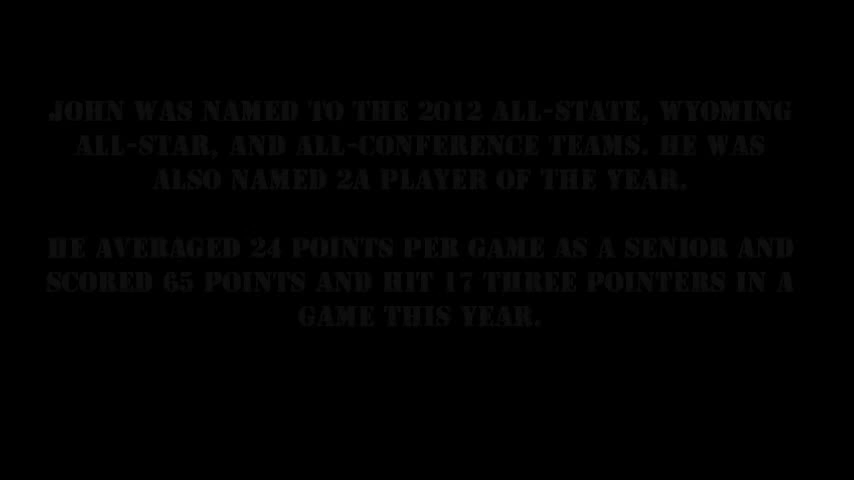 JOHN WAS NAMED TO THE 2012 ALL-STATE, WYOMING
ALL-STAR, AND ALL-CONFERENCE TEAMS. HE WAS
ALSO NAMED 2A PLAYER OF THE YEAR.
HE AVERAGED 24 POINTS PER GAME AS A SENIOR AND
SCORED 65 POINTS AND HIT 17 THREE POINTERS IN A
GAME THIS YEAR.